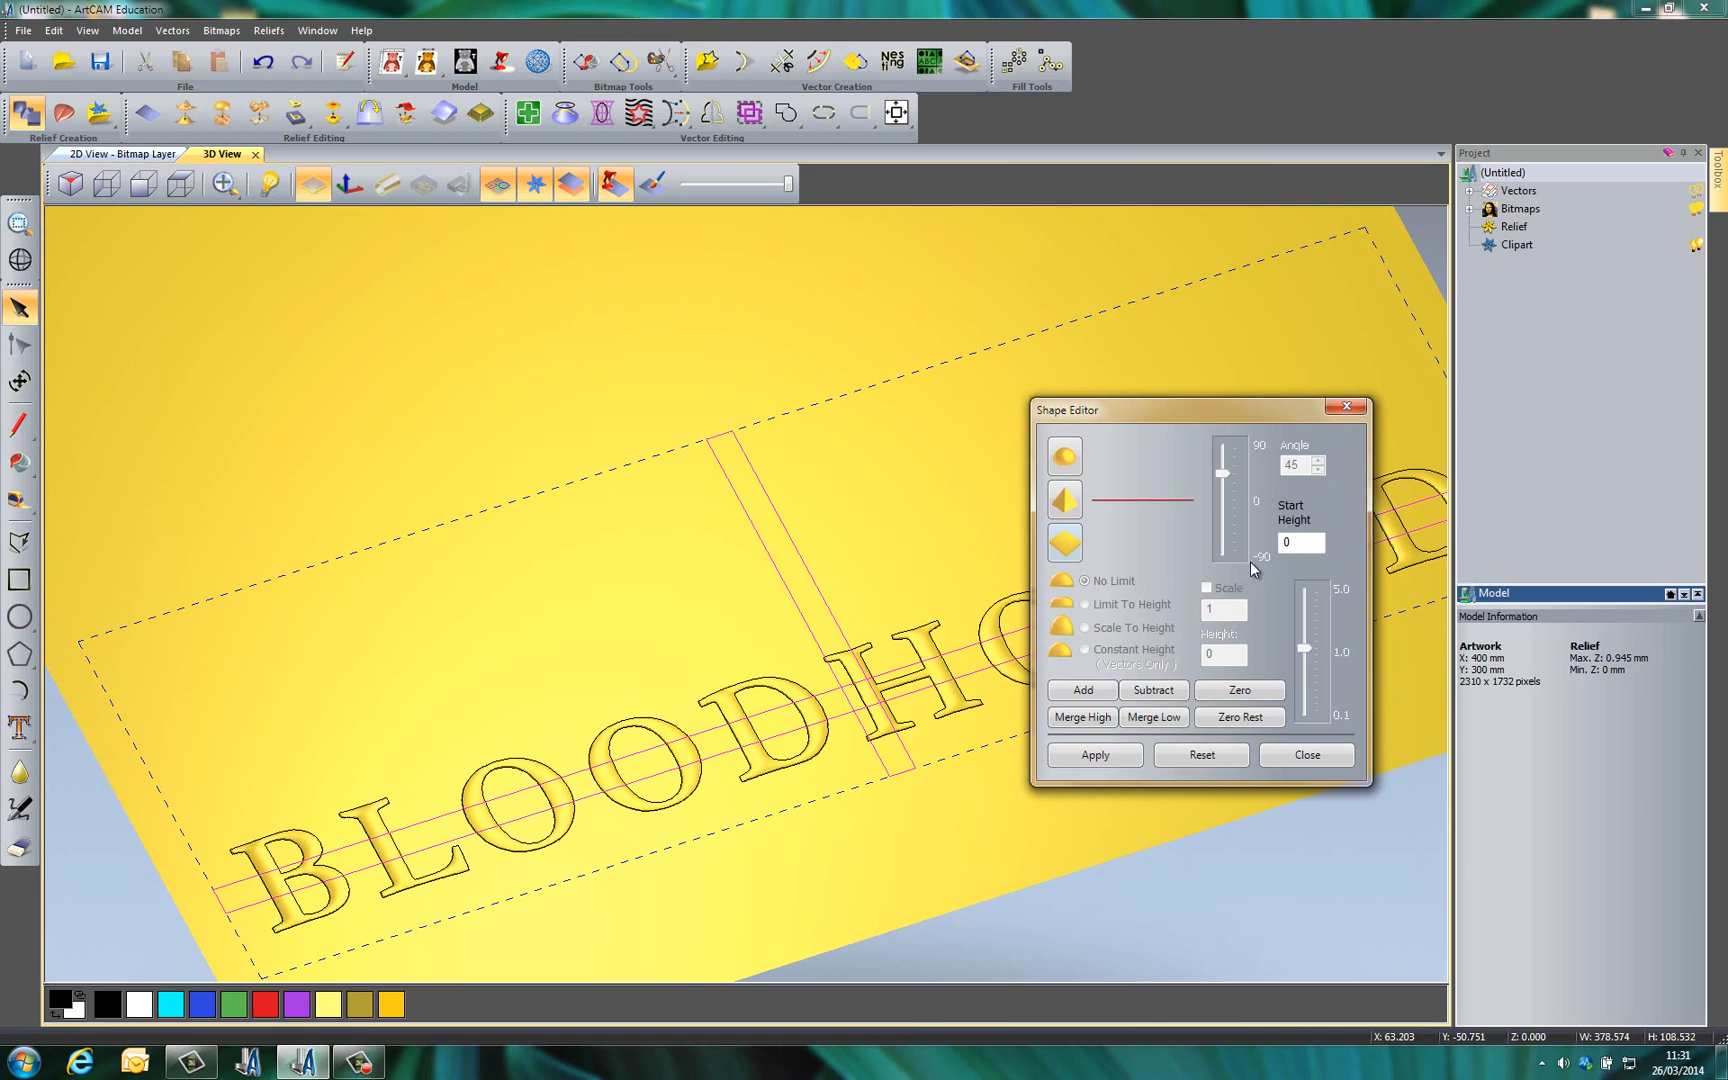 (Untitled) - ArtCAM Education
File Edit View Model Vectors Bitmaps Reliefs Window Help
Nes
ting
ABC
File Model Bitmap Tools Vector Creation Fill Tools
Relief Creation Relief Editing Vector Editing
2D View - Bitmap Layer 3D View
Project
Toolbox
(Untitled)
Vectors
Bitmaps
Relief
Clipart
BLOODHO D
Shape Editor
90 Angle
45
0
Start
Height
0
-90
No Limit Scale 5.0
Limit To Height 1
Scale To Height Height: 1.0
Constant Height 0
( Vectors Only )
Add Subtract Zero
Merge High Merge Low Zero Rest 0.1
Apply Reset Close
Model
Model Information
Artwork Relief
X: 400 mm Max. Z: 0.945 mm
Y: 300 mm Min. Z: 0 mm
2310 x 1732 pixels
X: 63.203 Y: -50.751 Z: 0.000 W: 378.574 H: 108.532
11:31
26/03/2014